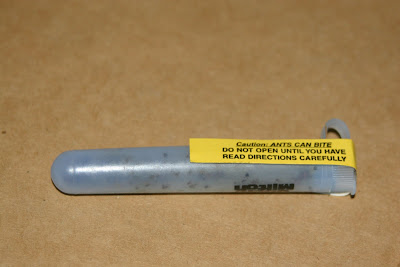 Caution: ANTS CAN BITE
DO NOT OPEN UNTIL YOU HAVE
READ DIRECTIONS CAREFULLY